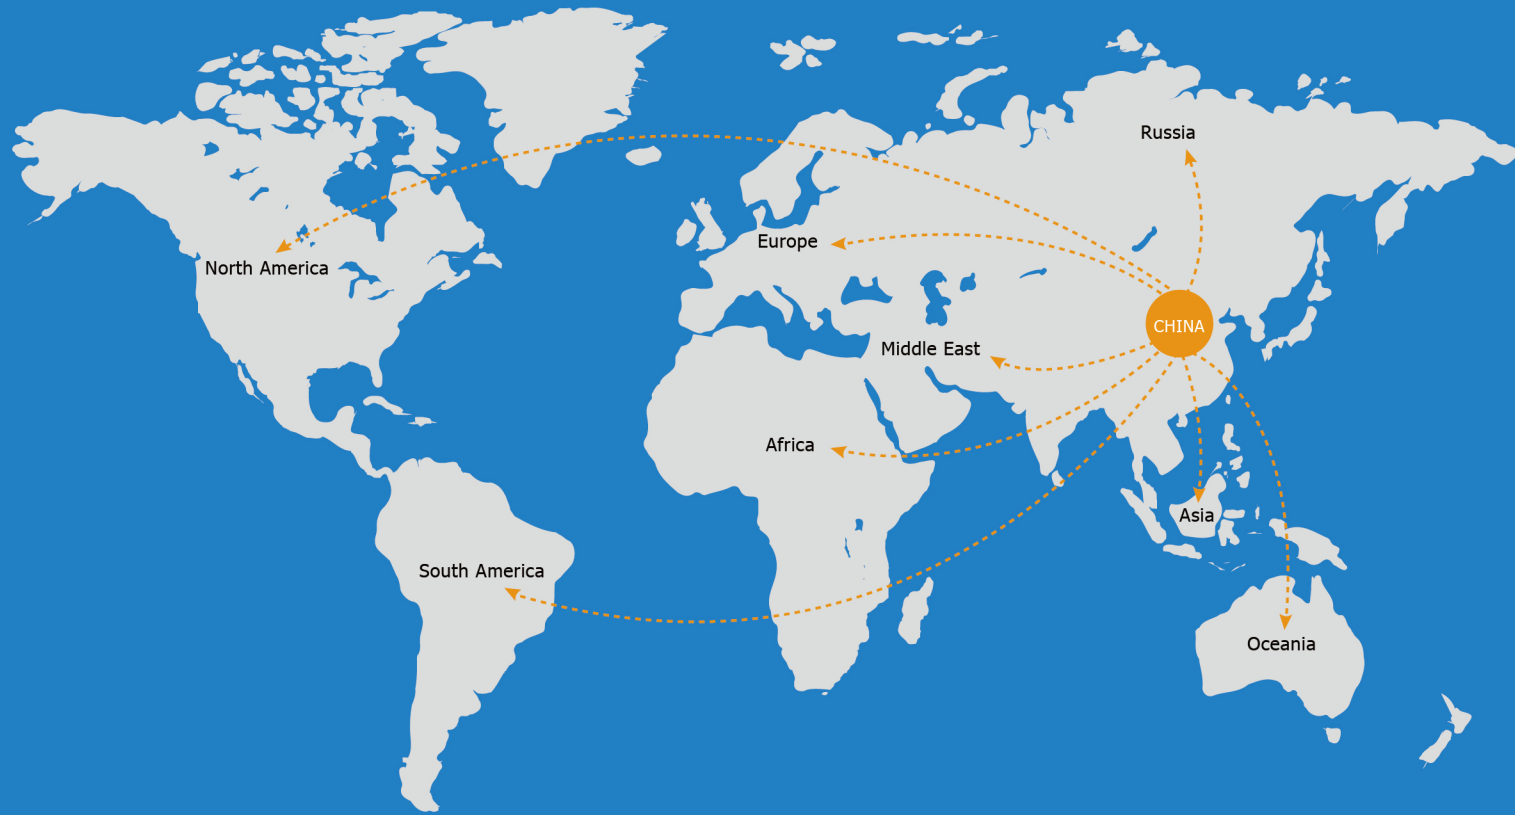 Russia
Europe
North America
CHINA
Middle East
Africa
Asia
South America
Oceania